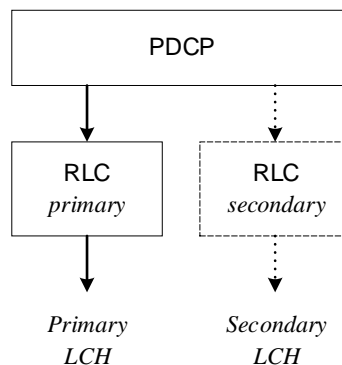 PDCP
RLC
primary
RLC
secondary
Primary
LCH
Secondary
LCH